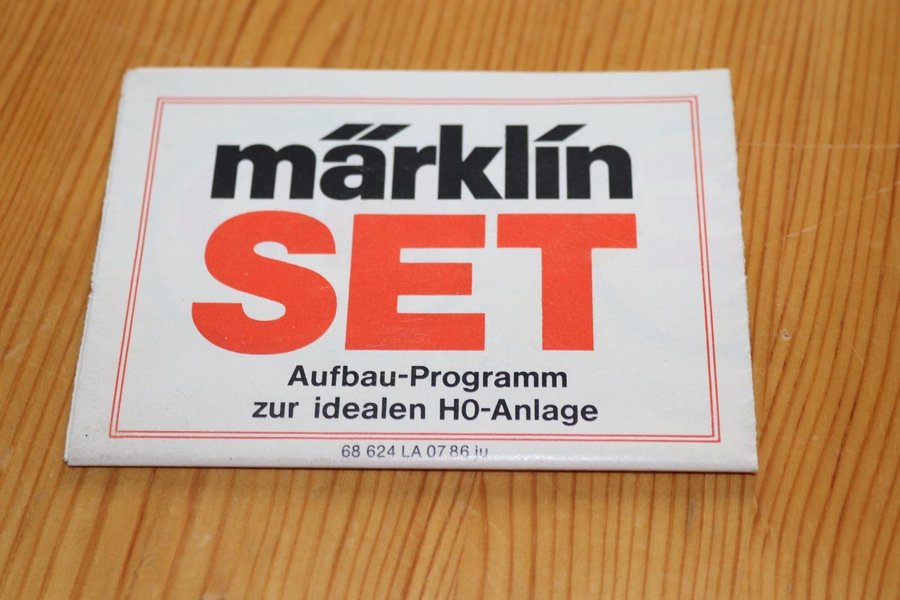 märklin
SET
Aufbau-Programm
zur idealen H0-Anlage
68 624 LA 07 86 ju